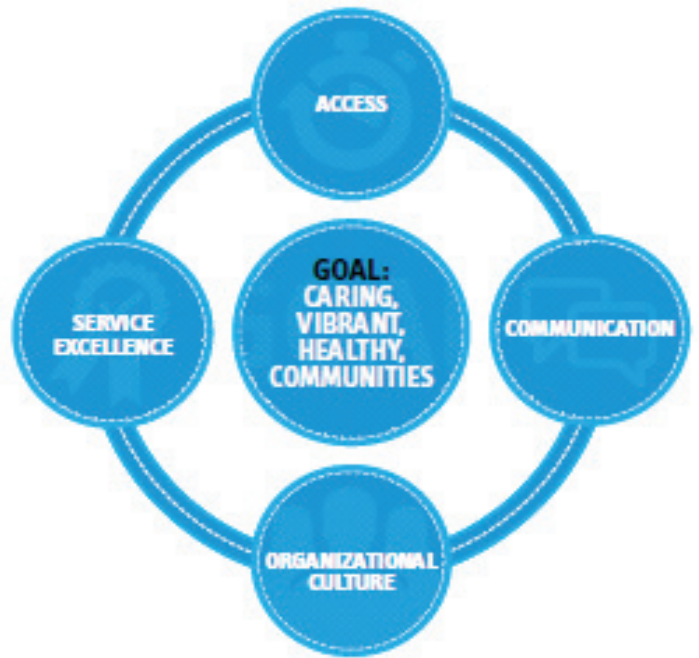 ACCESS
SERVICE
EXCELLENCE
GOAL:
CARING,
VIBRANT,
HEALTHY,
COMMUNITIES
COMMUNICATION
ORGANIZATIONAL
CULTURE